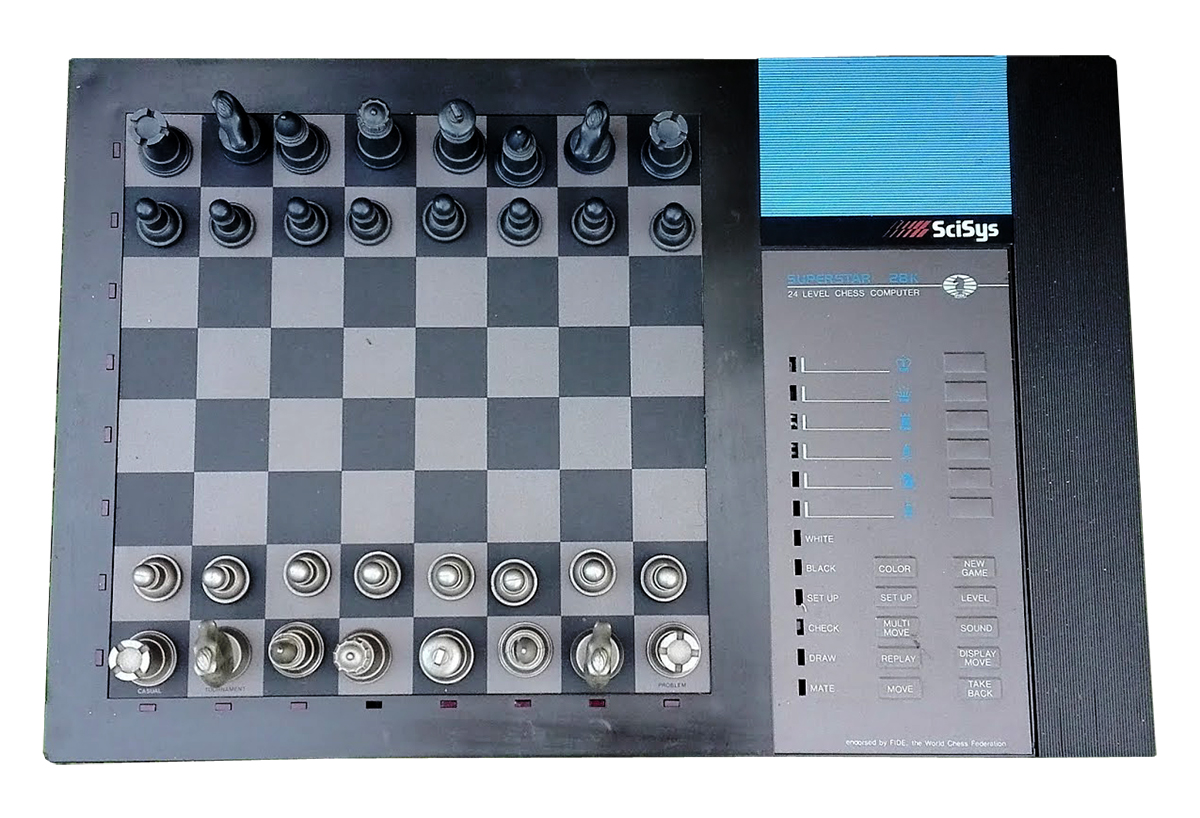 SciSys
SUPERSTAR 28K
24 LEVEL CHESS COMPUTER
WHITE
BLACK
COLOR
NEW
GAME
SET UP
SET UP
LEVEL
CHECK
MULTI
MOVE
SOUND
DRAW
REPLAY
DISPLAY
MOVE
MATE
MOVE
TAKE
BACK
CASUAL
TOURNAMENT
PROBLEM
endorsed by FIDE, the World Chess Federation